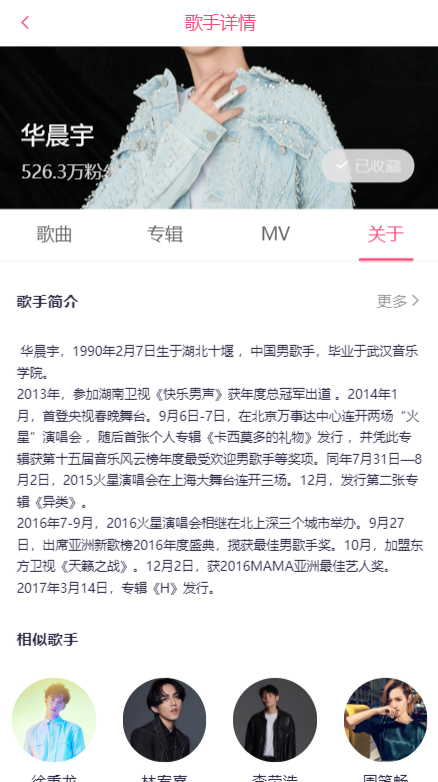 歌手详情
华晨宇
526.3万粉丝
已收藏
歌曲 专辑 MV 关于
歌手简介 更多
华晨宇，1990年2月7日生于湖北十堰 ，中国男歌手，毕业于武汉音乐
学院。
2013年，参加湖南卫视《快乐男声》获年度总冠军出道 。2014年1
月，首登央视春晚舞台。9月6日-7日，在北京万事达中心连开两场“火
星”演唱会 ，随后首张个人专辑《卡西莫多的礼物》发行 ，并凭此专
辑获第十五届音乐风云榜年度最受欢迎男歌手等奖项。同年7月31日—8
月2日，2015火星演唱会在上海大舞台连开三场。12月，发行第二张专
辑《异类》。
2016年7-9月，2016火星演唱会相继在北上深三个城市举办。9月27
日，出席亚洲新歌榜2016年度盛典，揽获最佳男歌手奖。10月，加盟东
方卫视《天籁之战》。12月2日，获2016MAMA亚洲最佳艺人奖。
2017年3月14日，专辑《H》发行。
相似歌手
徐秉龙 林宥嘉 李荣浩 周笔畅